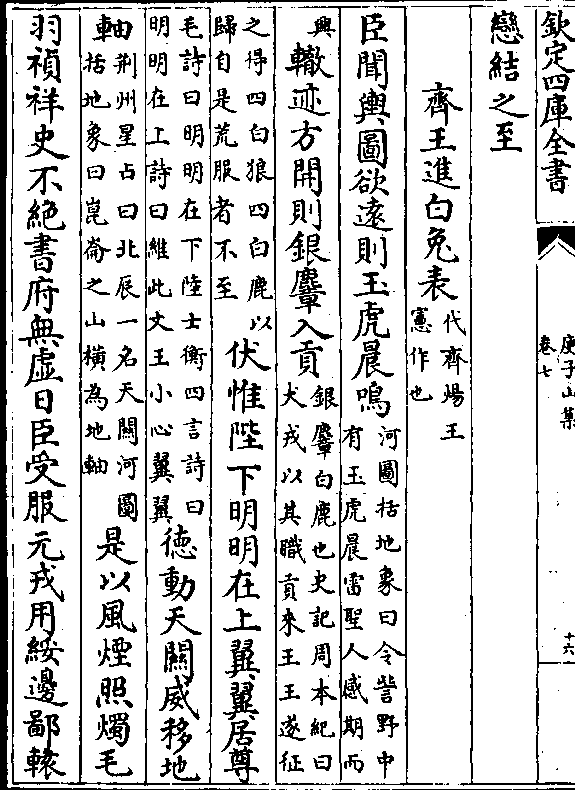 欽定四庫全書
庾子山集
卷七
十六
戀結之至
齊王進白兔表
代齊煬王
憲作也
臣聞輿圖欲遠則玉虎晨鳴
河圖括地象曰令訾野中
有玉虎晨雷聖人感期而
興
轍迹方開則銀麞入貢
銀麞白鹿也史記周本紀曰
犬戎以其職貢來王王遂征
之得四白狼四白鹿以
歸自是荒服者不至
伏惟陛下明明在上翼翼居尊
毛詩曰明明在下陸士衡四言詩曰
明明在上詩曰維此文王小心翼翼
德動天關威移地
軸
荆州星占曰北辰一名天關河圖
括地象曰崑崙之山橫為地軸
是以風煙照燭毛
羽禎祥史不絕書府無虛日臣受服元戎用綏邊鄙轅